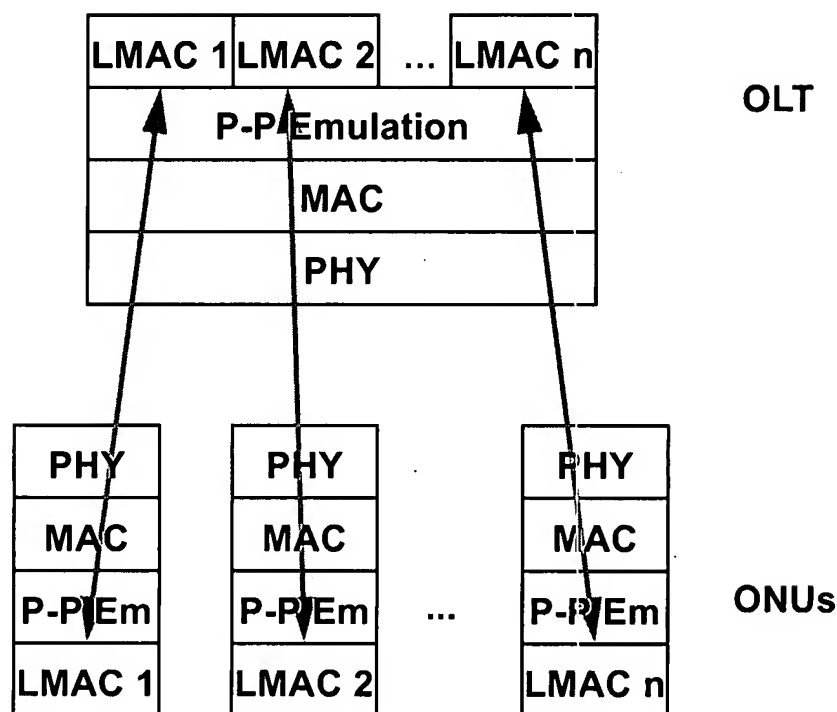 LMAC 1 LMAC 2 ... LMAC n
OLT
P-P Emulation
MAC
PHY
PHY PHY PHY
MAC MAC MAC
P-P Em P-P Em ... P-P Em
ONUs
LMAC 1 LMAC 2 LMAC n